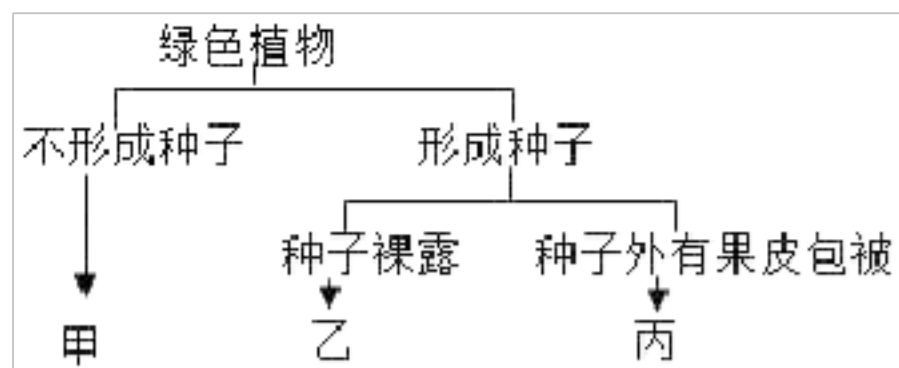 绿色植物
不形成种子
形成种子
种子裸露
种子外有果皮包被
甲
乙
丙